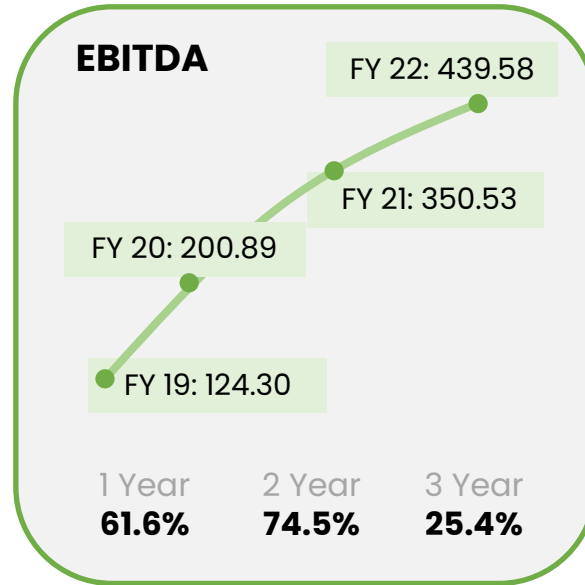 EBITDA
FY 22: 439.58
FY 21: 350.53
FY 20: 200.89
FY 19: 124.30
1 Year 2 Year 3 Year
61.6% 74.5% 25.4%